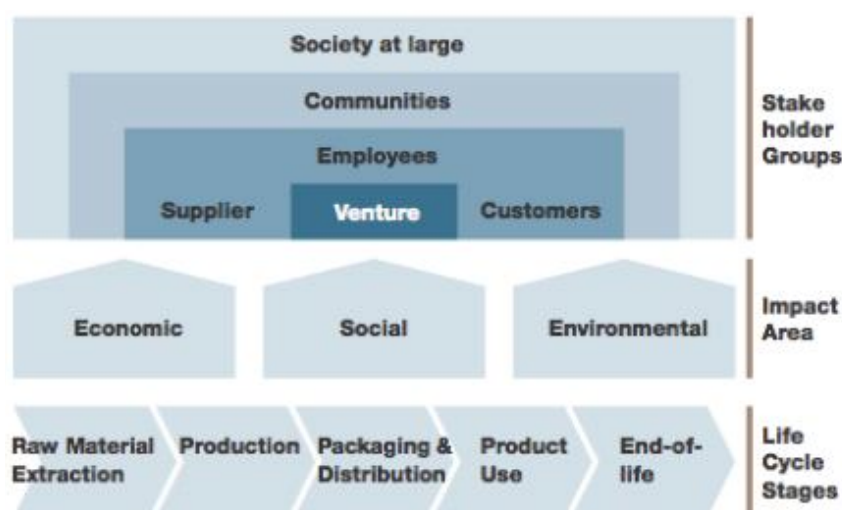 Society at large
Communities
Employees
Supplier
Venture
Customers
Stake
holder
Groups
Economic
Social
Environmental
Impact
Area
Raw Material
Extraction
Production
Packaging &
Distribution
Product
Use
End-of-
life
Life
Cycle
Stages